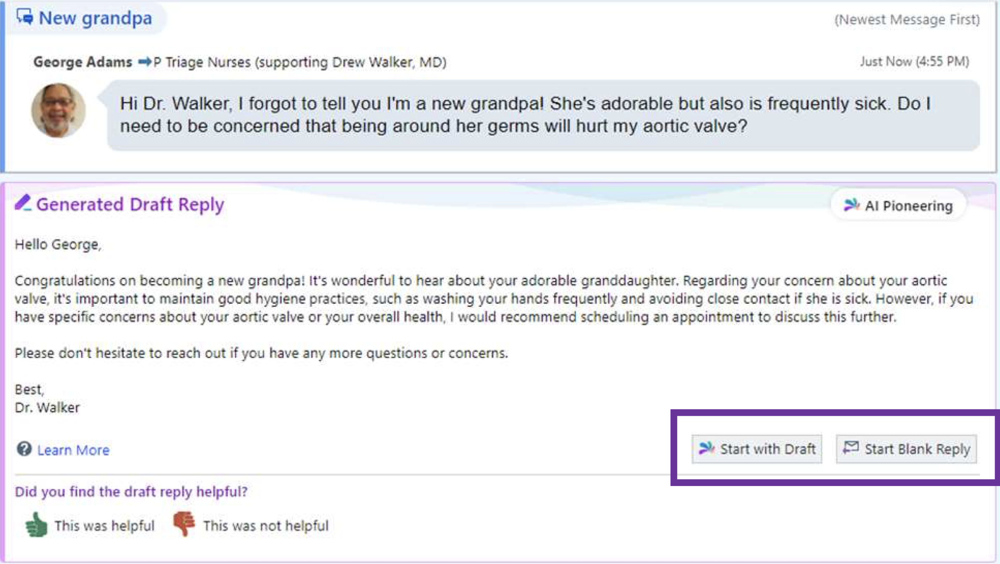 New grandpa
(Newest Message First)
George Adams ➡P Triage Nurses (supporting Drew Walker, MD)
Just Now (4:55 PM)
Hi Dr. Walker, I forgot to tell you I'm a new grandpa! She's adorable but also is frequently sick. Do I
need to be concerned that being around her germs will hurt my aortic valve?
Generated Draft Reply
AI Pioneering
Hello George,
Congratulations on becoming a new grandpa! It's wonderful to hear about your adorable granddaughter. Regarding your concern about your aortic
valve, it's important to maintain good hygiene practices, such as washing your hands frequently and avoiding close contact if she is sick. However, if you
have specific concerns about your aortic valve or your overall health, I would recommend scheduling an appointment to discuss this further.
Please don't hesitate to reach out if you have any more questions or concerns.
Best,
Dr. Walker
Learn More
Start with Draft
Start Blank Reply
Did you find the draft reply helpful?
This was helpful
This was not helpful